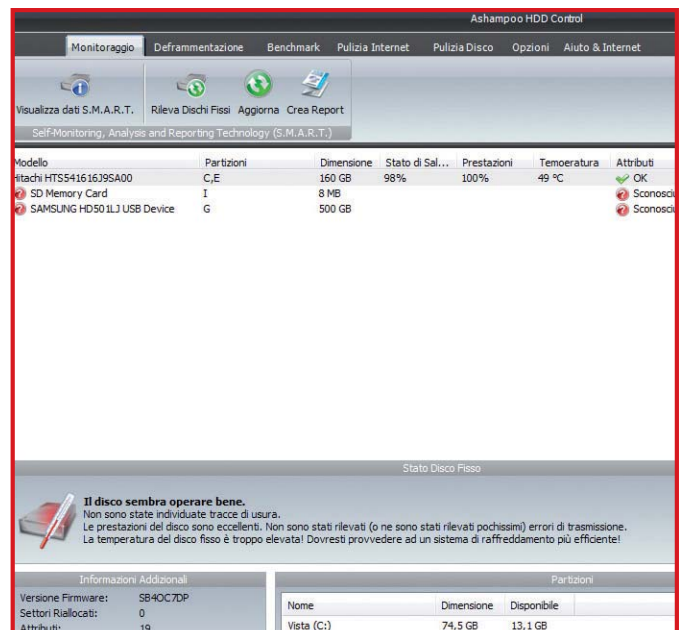 Ashampoo HDD Control
Monitoraggio Deframmentazione Benchmark Pulizia Internet Pulizia Disco Opzioni Aiuto & Internet
Visualizza dati S.M.A.R.T. Rileva Dischi Fissi Aggiorna Crea Report
Self-Monitoring, Analysis and Reporting Technology (S.M.A.R.T.)
Modello Partizioni Dimensione Stato di Sal... Prestazioni Temoeratura Attributi
Hitachi HTS541616J9SA00 C,E 160 GB 98% 100% 49 °C OK
SD Memory Card I 8 MB Sconosciu
SAMSUNG HD501LJ USB Device G 500 GB Sconosciu
Stato Disco Fisso
Il disco sembra operare bene.
Non sono state individuate tracce di usura.
Le prestazioni del disco sono eccellenti. Non sono stati rilevati (o ne sono stati rilevati pochissimi) errori di trasmissione.
La temperatura del disco fisso è troppo elevata! Dovresti provvedere ad un sistema di raffreddamento più efficiente!
Informazioni Addizionali
Partizioni
Versione Firmware: SB4OC7DP
Settori Riallocati: 0
Attributi: 19
Nome Dimensione Disponibile
Vista (C:) 74,5 GB 13,1 GB